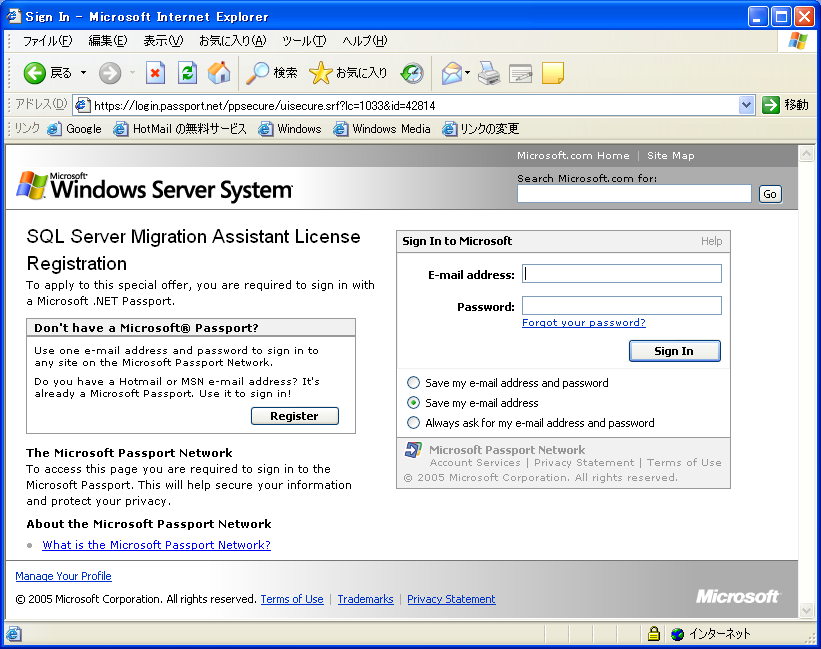 Sign In - Microsoft Internet Explorer
ファイル(F) 編集(E) 表示(V) お気に入り(A) ツール(T) ヘルプ(H)
戻る 検索 お気に入り
アドレス(D) https://login.passport.net/ppsecure/uisecure.srf?lc=1033&id=42814 移動
リンク Google HotMail の無料サービス Windows Windows Media リンクの変更
Microsoft.com Home | Site Map
Microsoft
Windows Server System
Search Microsoft.com for:
Go
SQL Server Migration Assistant License
Registration
To apply to this special offer, you are required to sign in with
a Microsoft .NET Passport.
Don't have a Microsoft® Passport?
Use one e-mail address and password to sign in to
any site on the Microsoft Passport Network.
Do you have a Hotmail or MSN e-mail address? It's
already a Microsoft Passport. Use it to sign in!
Register
The Microsoft Passport Network
To access this page you are required to sign in to the
Microsoft Passport. This will help secure your information
and protect your privacy.
About the Microsoft Passport Network
What is the Microsoft Passport Network?
Sign In to Microsoft Help
E-mail address:
Password:
Forgot your password?
Sign In
Save my e-mail address and password
Save my e-mail address
Always ask for my e-mail address and password
Microsoft Passport Network
Account Services | Privacy Statement | Terms of Use
© 2005 Microsoft Corporation. All rights reserved.
Manage Your Profile
© 2005 Microsoft Corporation. All rights reserved. Terms of Use | Trademarks | Privacy Statement
Microsoft
インターネット